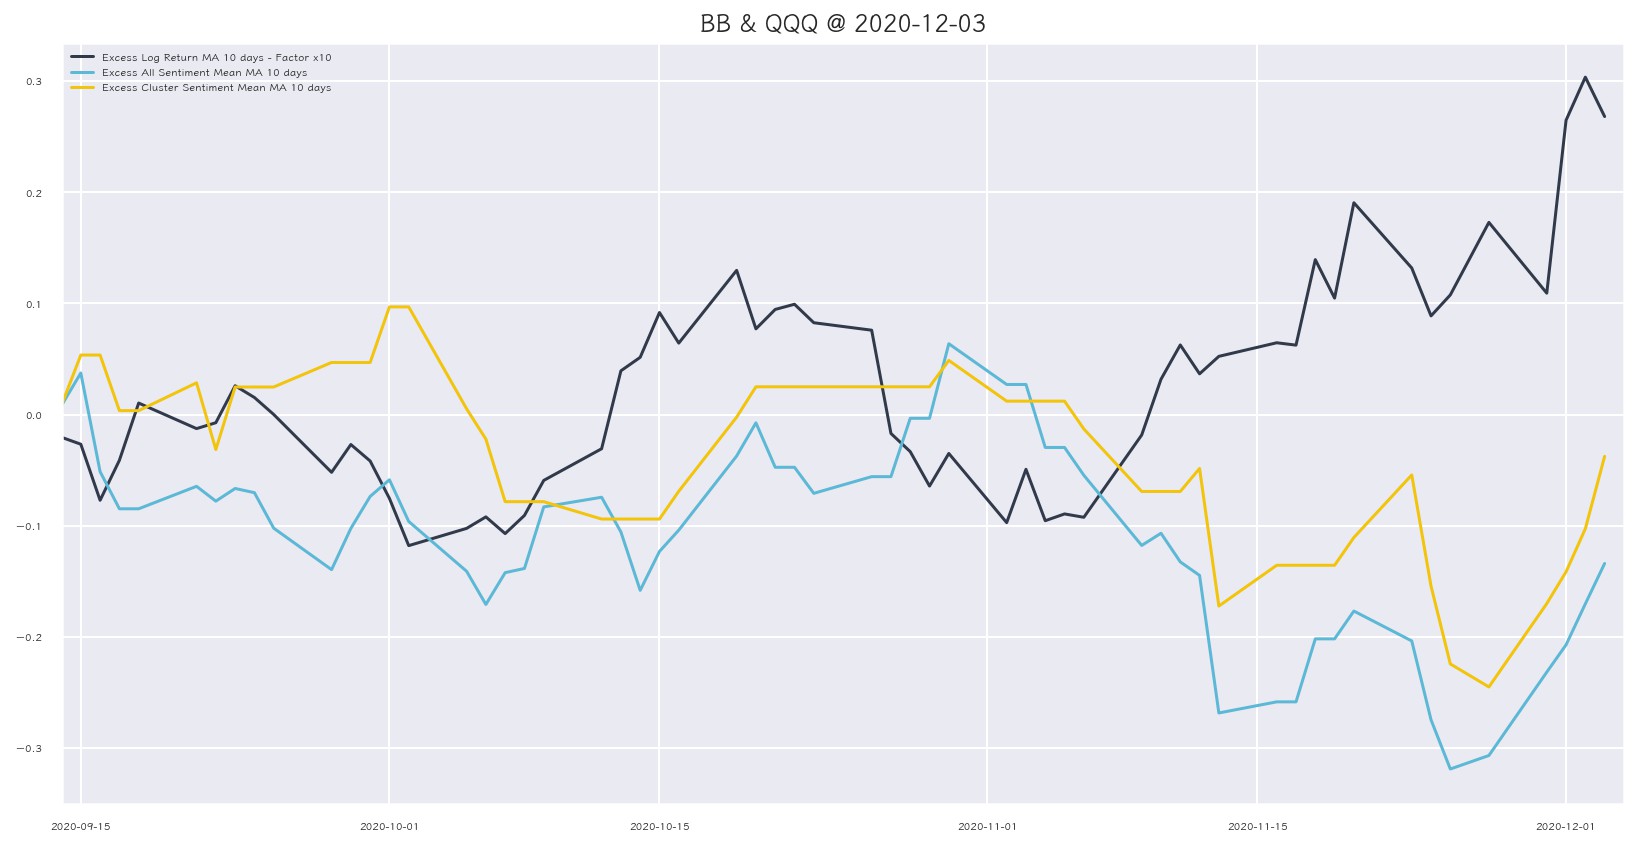 BB & QQQ @ 2020-12-03
Excess Log Return MA 10 days - Factor x10
Excess All Sentiment Mean MA 10 days
Excess Cluster Sentiment Mean MA 10 days
0.3
0.2
0.1
0.0
−0.1
−0.2
−0.3
2020-09-15 2020-10-01 2020-10-15 2020-11-01 2020-11-15 2020-12-01